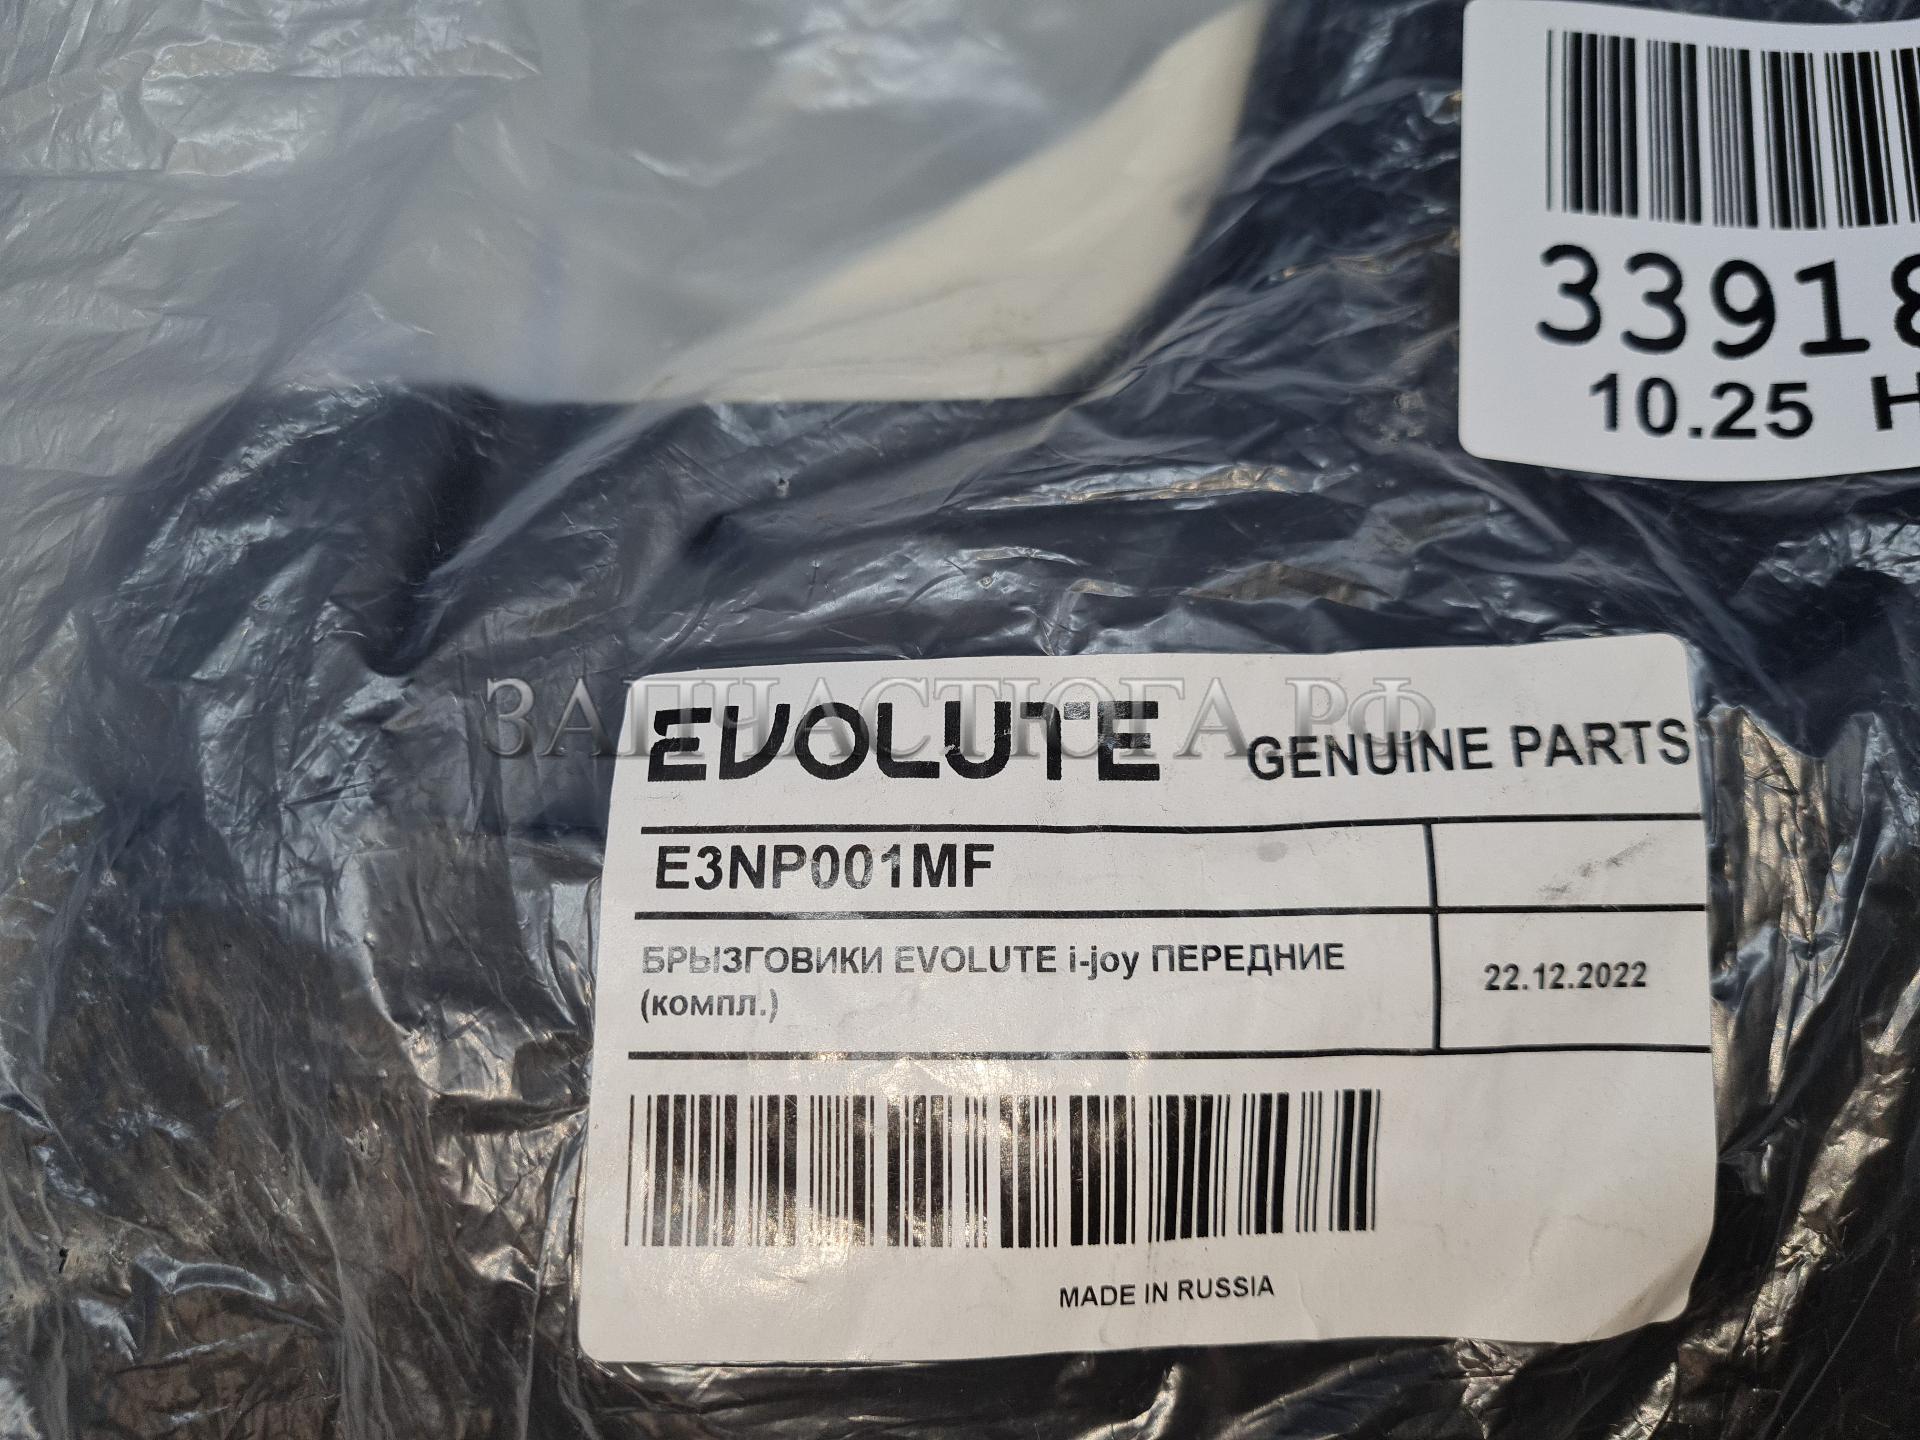 33918
10.25
ЗАПЧАСТЮГА.РФ
EVOLUTE GENUINE PARTS
E3NP001MF
БРЫЗГОВИКИ EVOLUTE i-joy ПЕРЕДНИЕ
(компл.)
22.12.2022
MADE IN RUSSIA